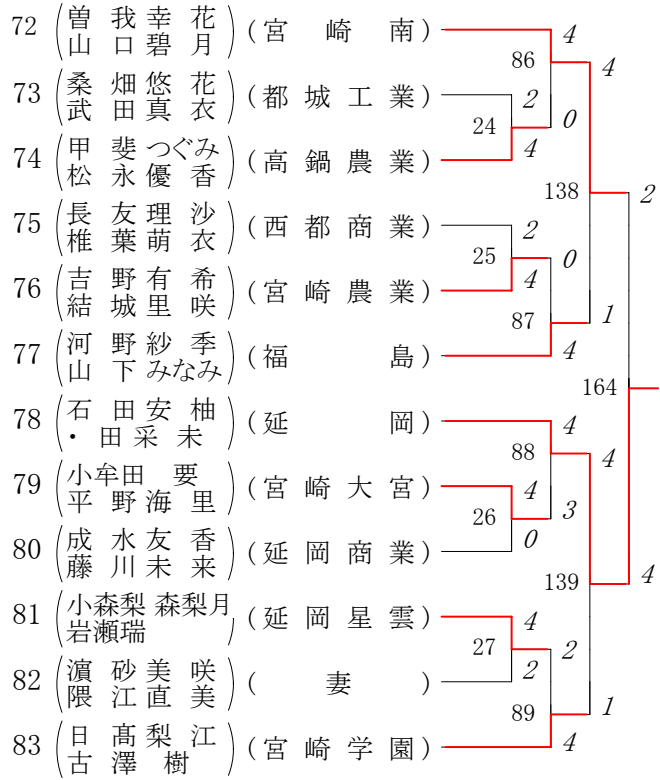 72 (曽我幸花 山口碧月) (宮崎南) 4
86 4
73 (桑畑悠花 武田真衣) (都城工業) 2
24 0
74 (甲斐つぐみ 松永優香) (高鍋農業) 4
138 2
75 (長友理沙 椎葉萌衣) (西都商業) 2
25 0
76 (吉野有希 結城里咲) (宮崎農業) 4
87 1
77 (河野紗季 山下みなみ) (福島) 4
164
78 (石田安柚 ・田采未) (延岡) 4
88 4
79 (小牟田要 平野海里) (宮崎大宮) 4
26 3
80 (成水友香 藤川未来) (延岡商業) 0
139 4
81 (小森梨 森梨月 岩瀬瑞) (延岡星雲) 4
27 2
82 (濵砂美咲 隈江直美) (妻) 2
89 1
83 (日髙梨江 古澤樹) (宮崎学園) 4